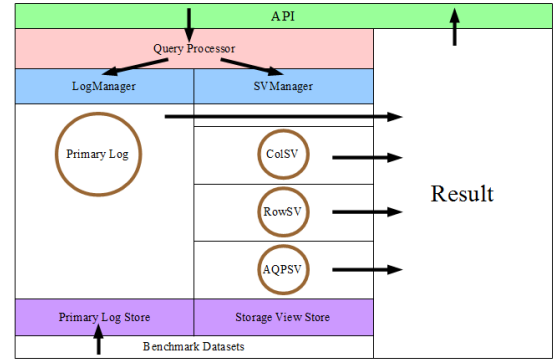 API
Query Processor
LogManager
SVManager
Primary Log
ColSV
RowSV
AQPSV
Result
Primary Log Store
Storage View Store
Benchmark Datasets